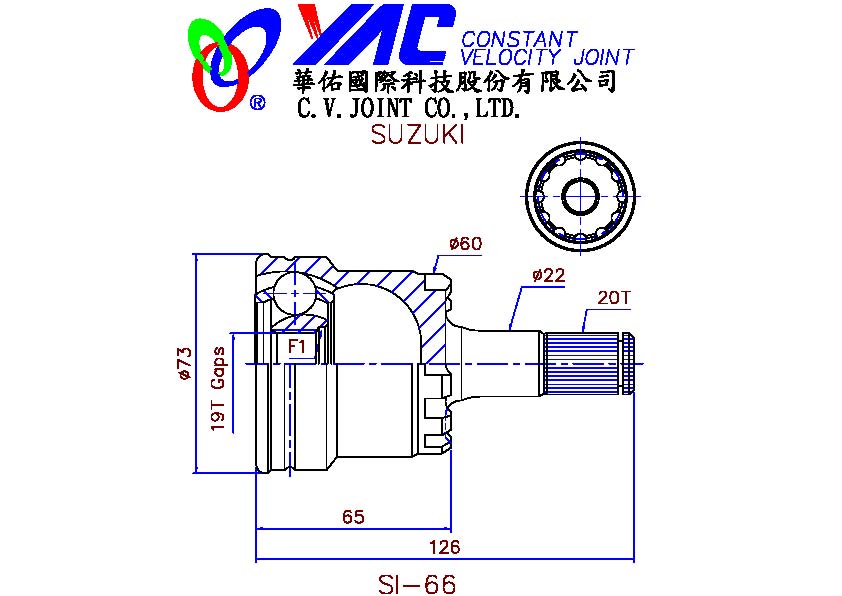 YAC CONSTANT
VELOCITY JOINT
®
華佑國際科技股份有限公司
C.V.JOINT CO.,LTD.
SUZUKI
ø60
ø22
20T
F1
ø73
19T Gaps
65
126
SI-66